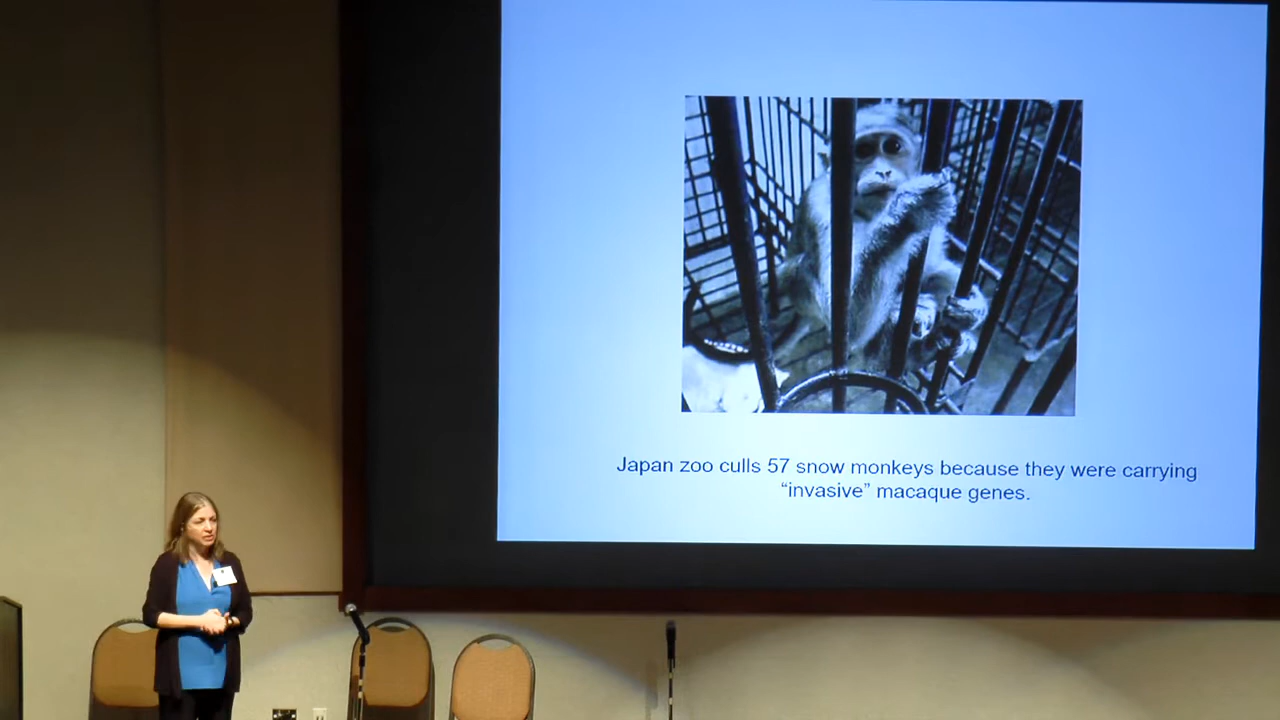 Japan zoo culls 57 snow monkeys because they were carrying
“invasive” macaque genes.